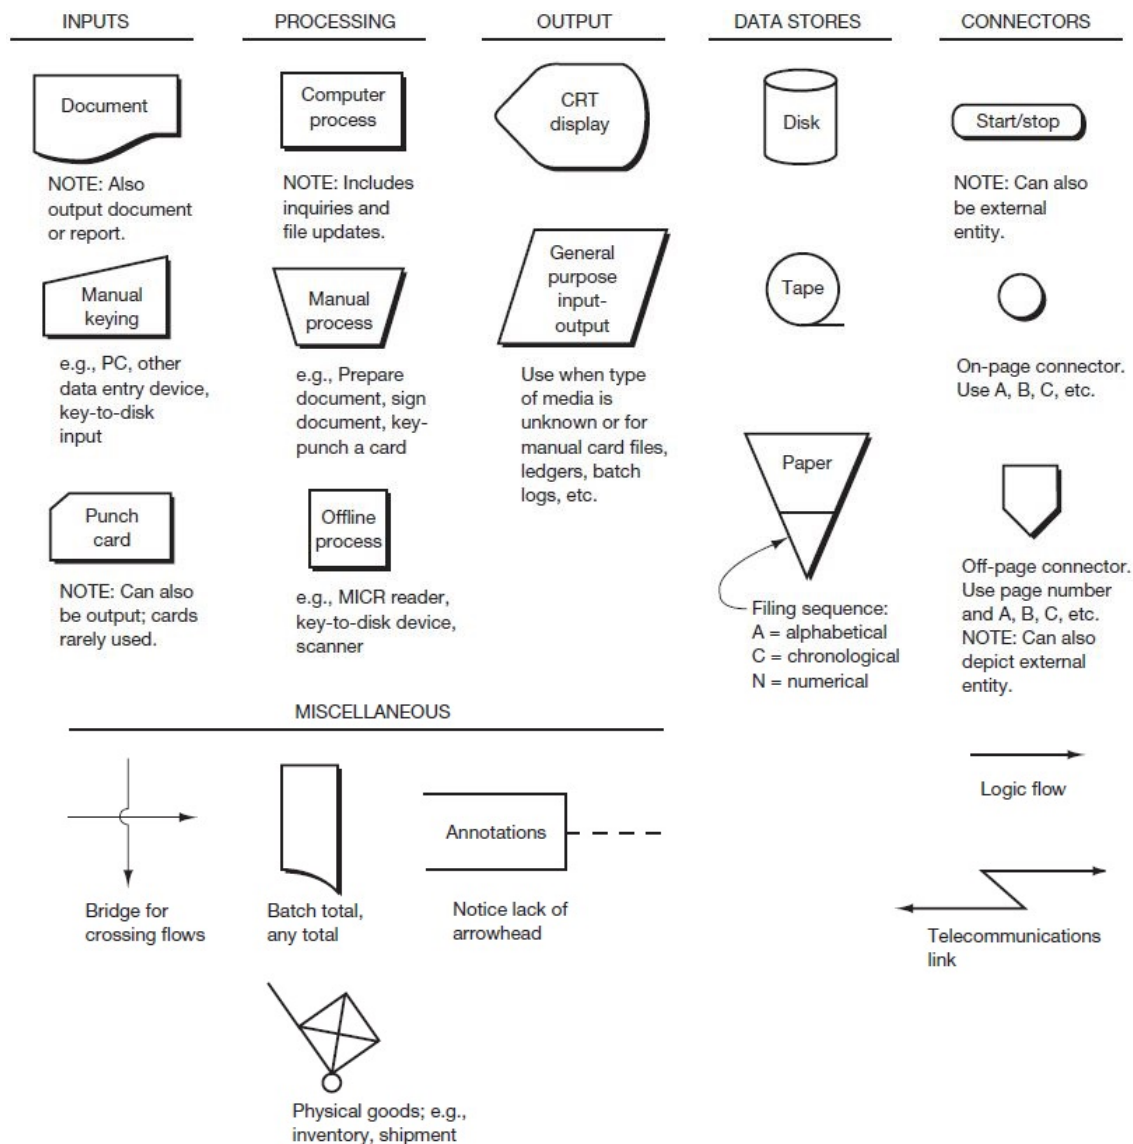 INPUTS
PROCESSING
OUTPUT
DATA STORES
CONNECTORS
Document
NOTE: Also
output document
or report.
Computer
process
NOTE: Includes
inquiries and
file updates.
CRT
display
Disk
Start/stop
NOTE: Can also
be external
entity.
Manual
keying
e.g., PC, other
data entry device,
key-to-disk
input
Manual
process
e.g., Prepare
document, sign
document, key-
punch a card
General
purpose
input-
output
Use when type
of media is
unknown or for
manual card files,
ledgers, batch
logs, etc.
Tape
On-page connector.
Use A, B, C, etc.
Punch
card
NOTE: Can also
be output; cards
rarely used.
Offline
process
e.g., MICR reader,
key-to-disk device,
scanner
Paper
Filing sequence:
A = alphabetical
C = chronological
N = numerical
Off-page connector.
Use page number
and A, B, C, etc.
NOTE: Can also
depict external
entity.
MISCELLANEOUS
Bridge for
crossing flows
Batch total,
any total
Annotations
Notice lack of
arrowhead
Logic flow
Telecommunications
link
Physical goods; e.g.,
inventory, shipment